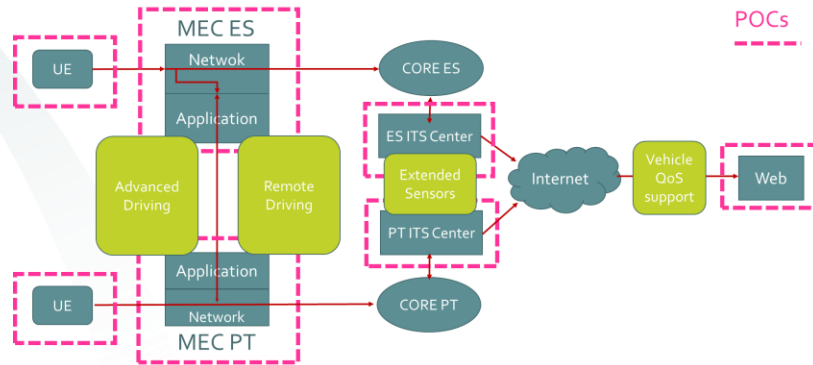 POCs
MEC ES
UE
Netwok
Application
CORE ES
ES ITS Center
Advanced
Driving
Remote
Driving
Extended
Sensors
Internet
Vehicle
QoS
support
Web
PT ITS Center
Application
UE
Network
CORE PT
MEC PT